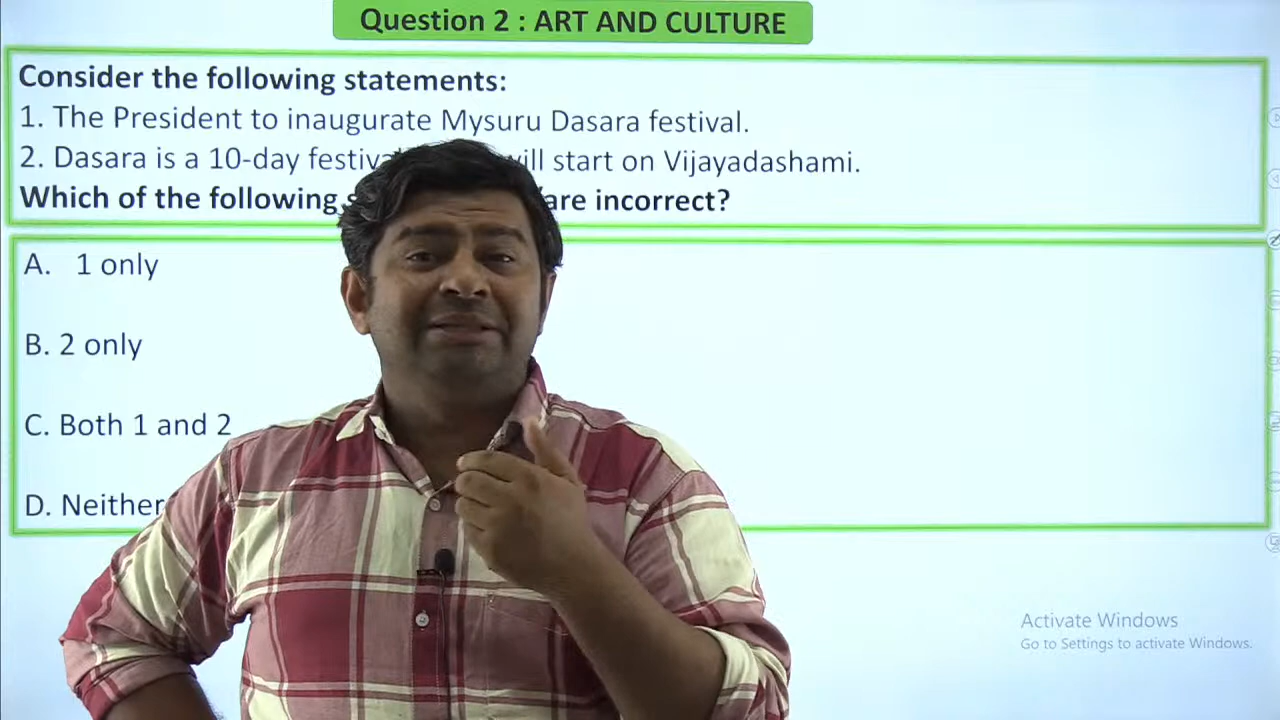 Question 2 : ART AND CULTURE
Consider the following statements:
1. The President to inaugurate Mysuru Dasara festival.
2. Dasara is a 10-day will start on Vijayadashami.
Which of the following are incorrect?
A. 1 only
B. 2 only
C. Both 1 and 2
D. Neither
Activate Windows
Go to Settings to activate Windows.